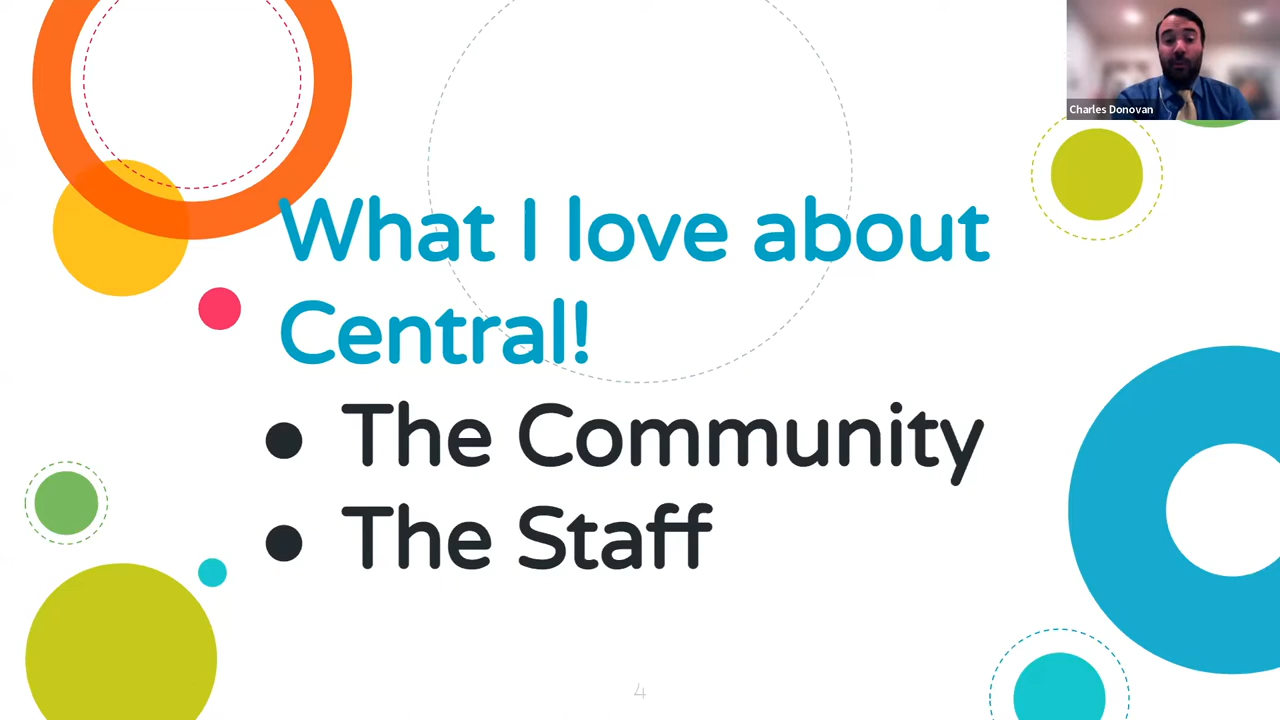 Charles Donovan
What I love about
Central!
● The Community
● The Staff
4